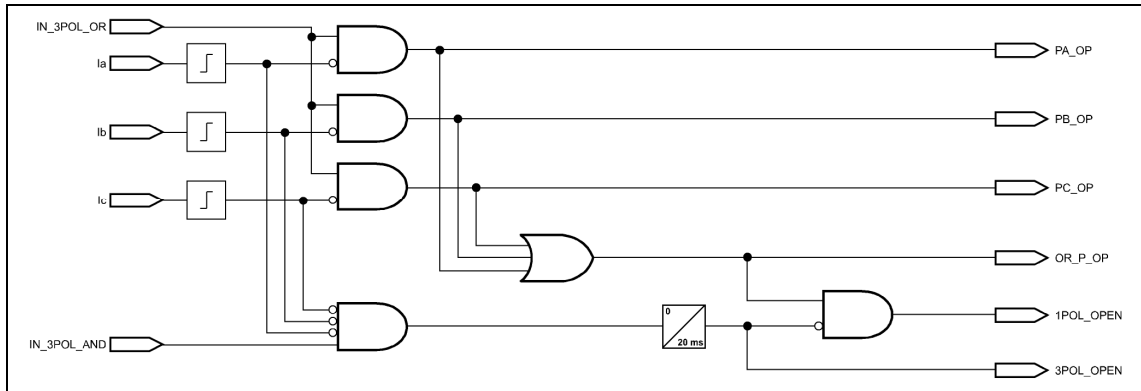 IN_3POL_OR
Ia
PA_OP
Ib
PB_OP
PC_OP
Ic
OR_P_OP
0
20 ms
1POL_OPEN
IN_3POL_AND
3POL_OPEN